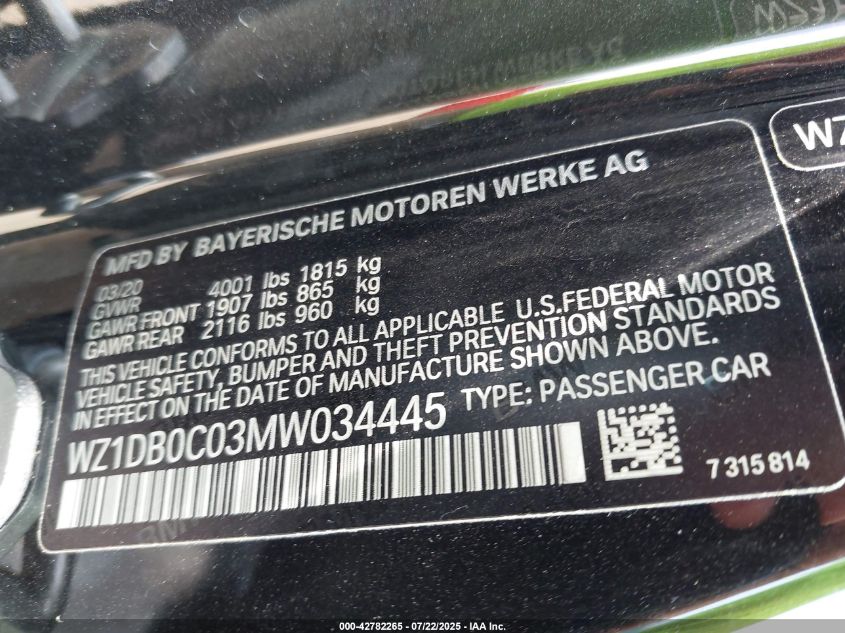 MFD BY BAYERISCHE MOTOREN WERKE AG
03/20
GVWR 4001 lbs 1815 kg
GAWR FRONT 1907 lbs 865 kg
GAWR REAR 2116 lbs 960 kg
THIS VEHICLE CONFORMS TO ALL APPLICABLE U.S.FEDERAL MOTOR
VEHICLE SAFETY, BUMPER AND THEFT PREVENTION STANDARDS
IN EFFECT ON THE DATE OF MANUFACTURE SHOWN ABOVE.
WZ1DB0C03MW034445 TYPE: PASSENGER CAR
7 315 814
WZ
000-42782265 - 07/22/2025 - IAA Inc.